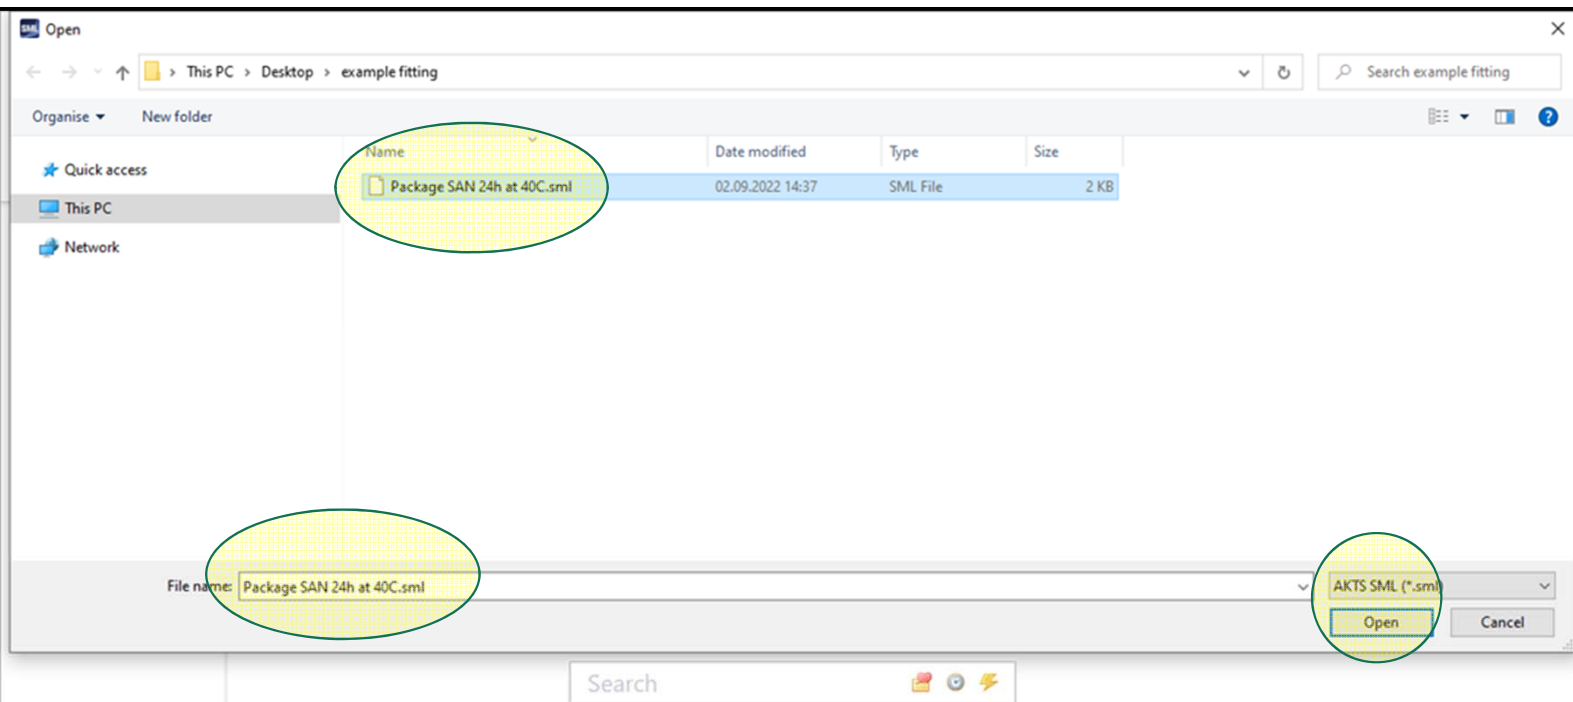 SML Open
This PC > Desktop > example fitting
Search example fitting
Organise
New folder
Name
Date modified
Type
Size
Quick access
Package SAN 24h at 40C.sml
02.09.2022 14:37
SML File
2 KB
This PC
Network
File name:
Package SAN 24h at 40C.sml
AKTS SML (*.sml)
Open
Cancel
Search